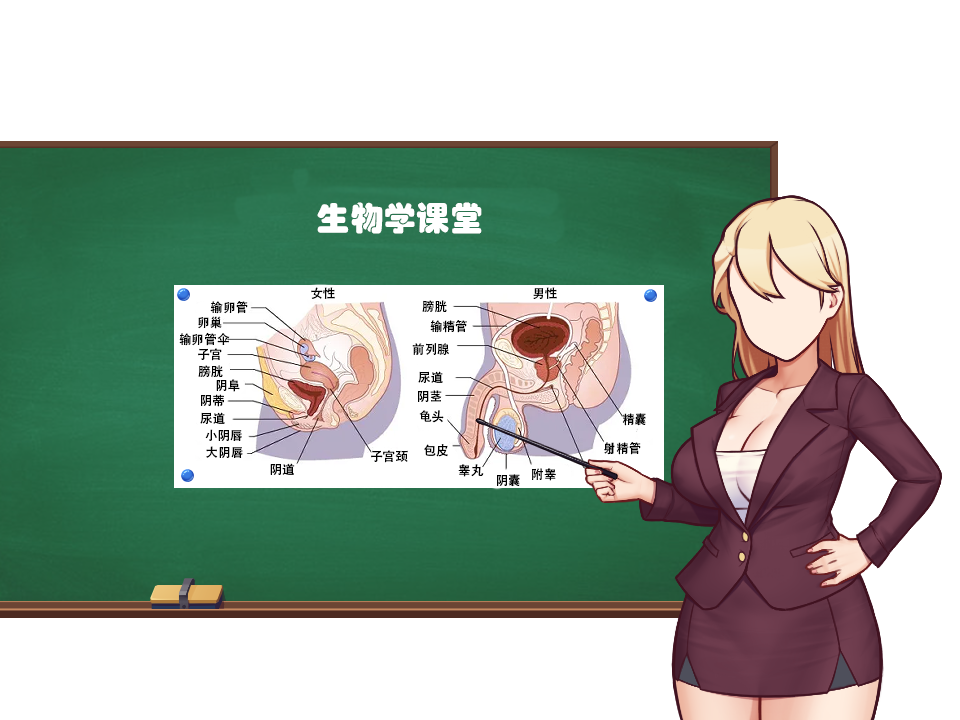 生物学课堂
女性
输卵管
卵巢
输卵管伞
子宫
膀胱
阴阜
阴蒂
尿道
小阴唇
大阴唇
阴道
子宫颈
男性
膀胱
输精管
前列腺
尿道
阴茎
龟头
包皮
睾丸
阴囊
附睾
射精管
精囊